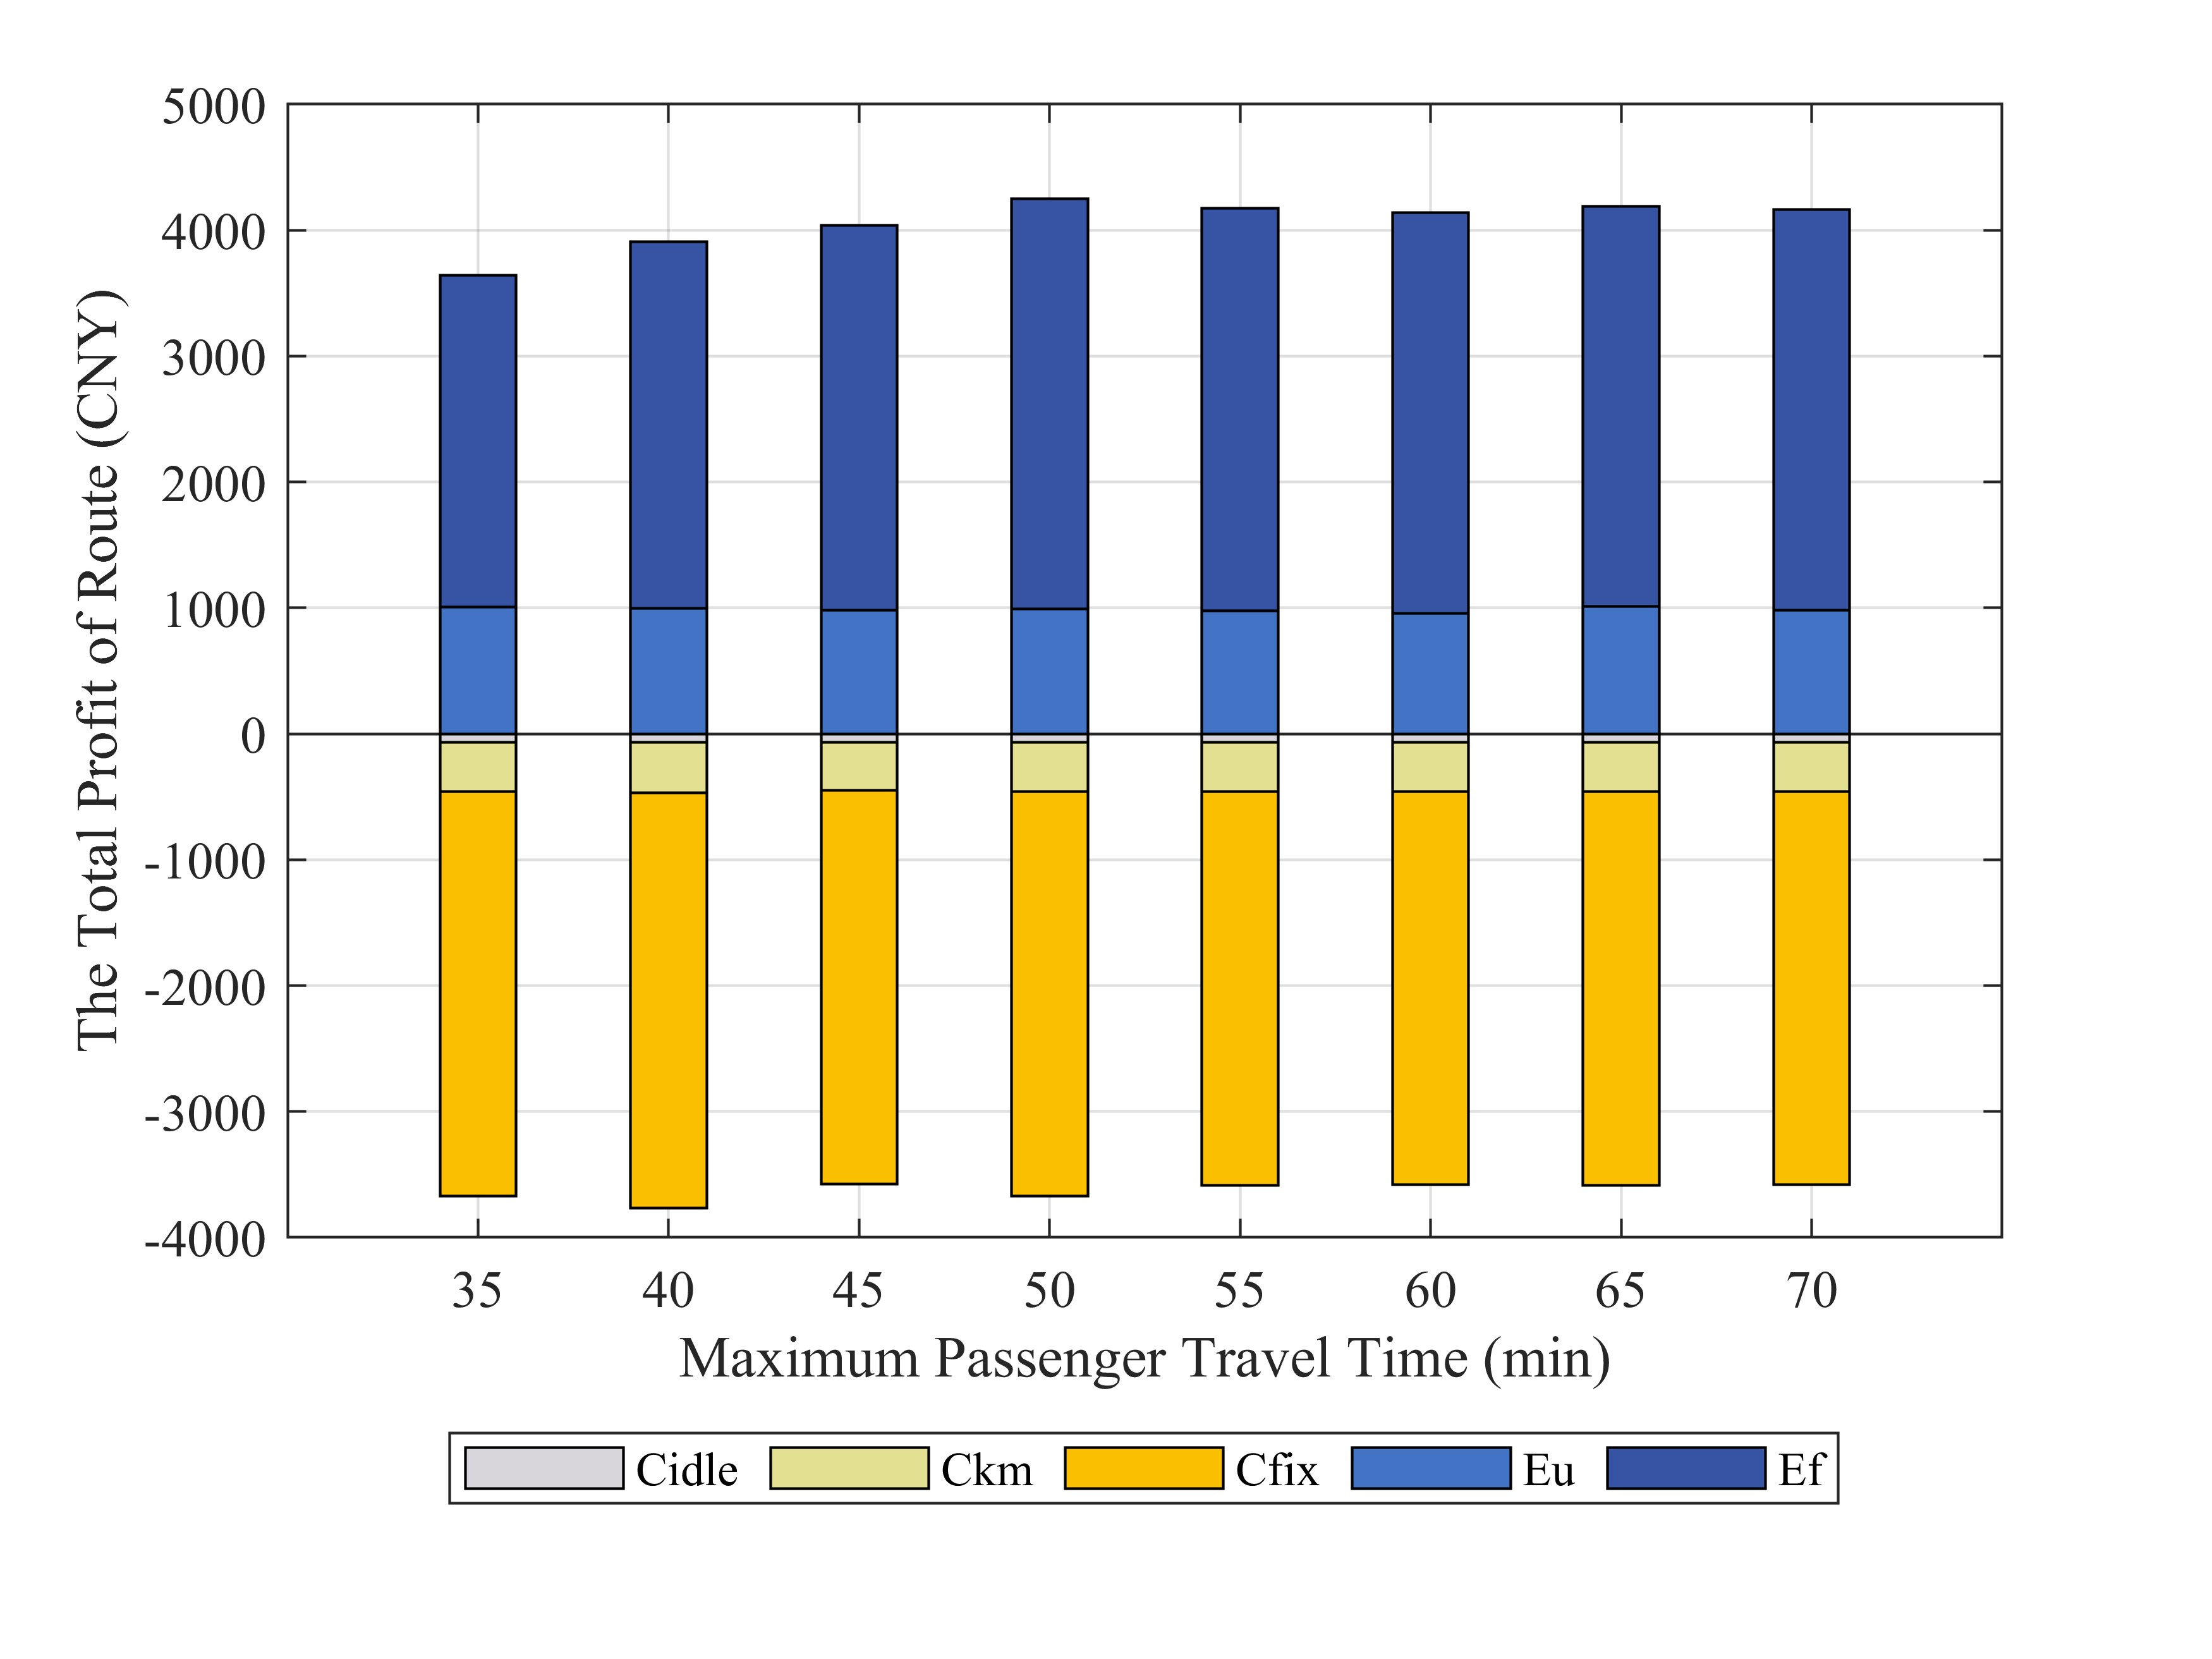 The Total Profit of Route (CNY)
5000
4000
3000
2000
1000
0
-1000
-2000
-3000
-4000
35 40 45 50 55 60 65 70
Maximum Passenger Travel Time (min)
Cidle Ckm Cfix Eu Ef